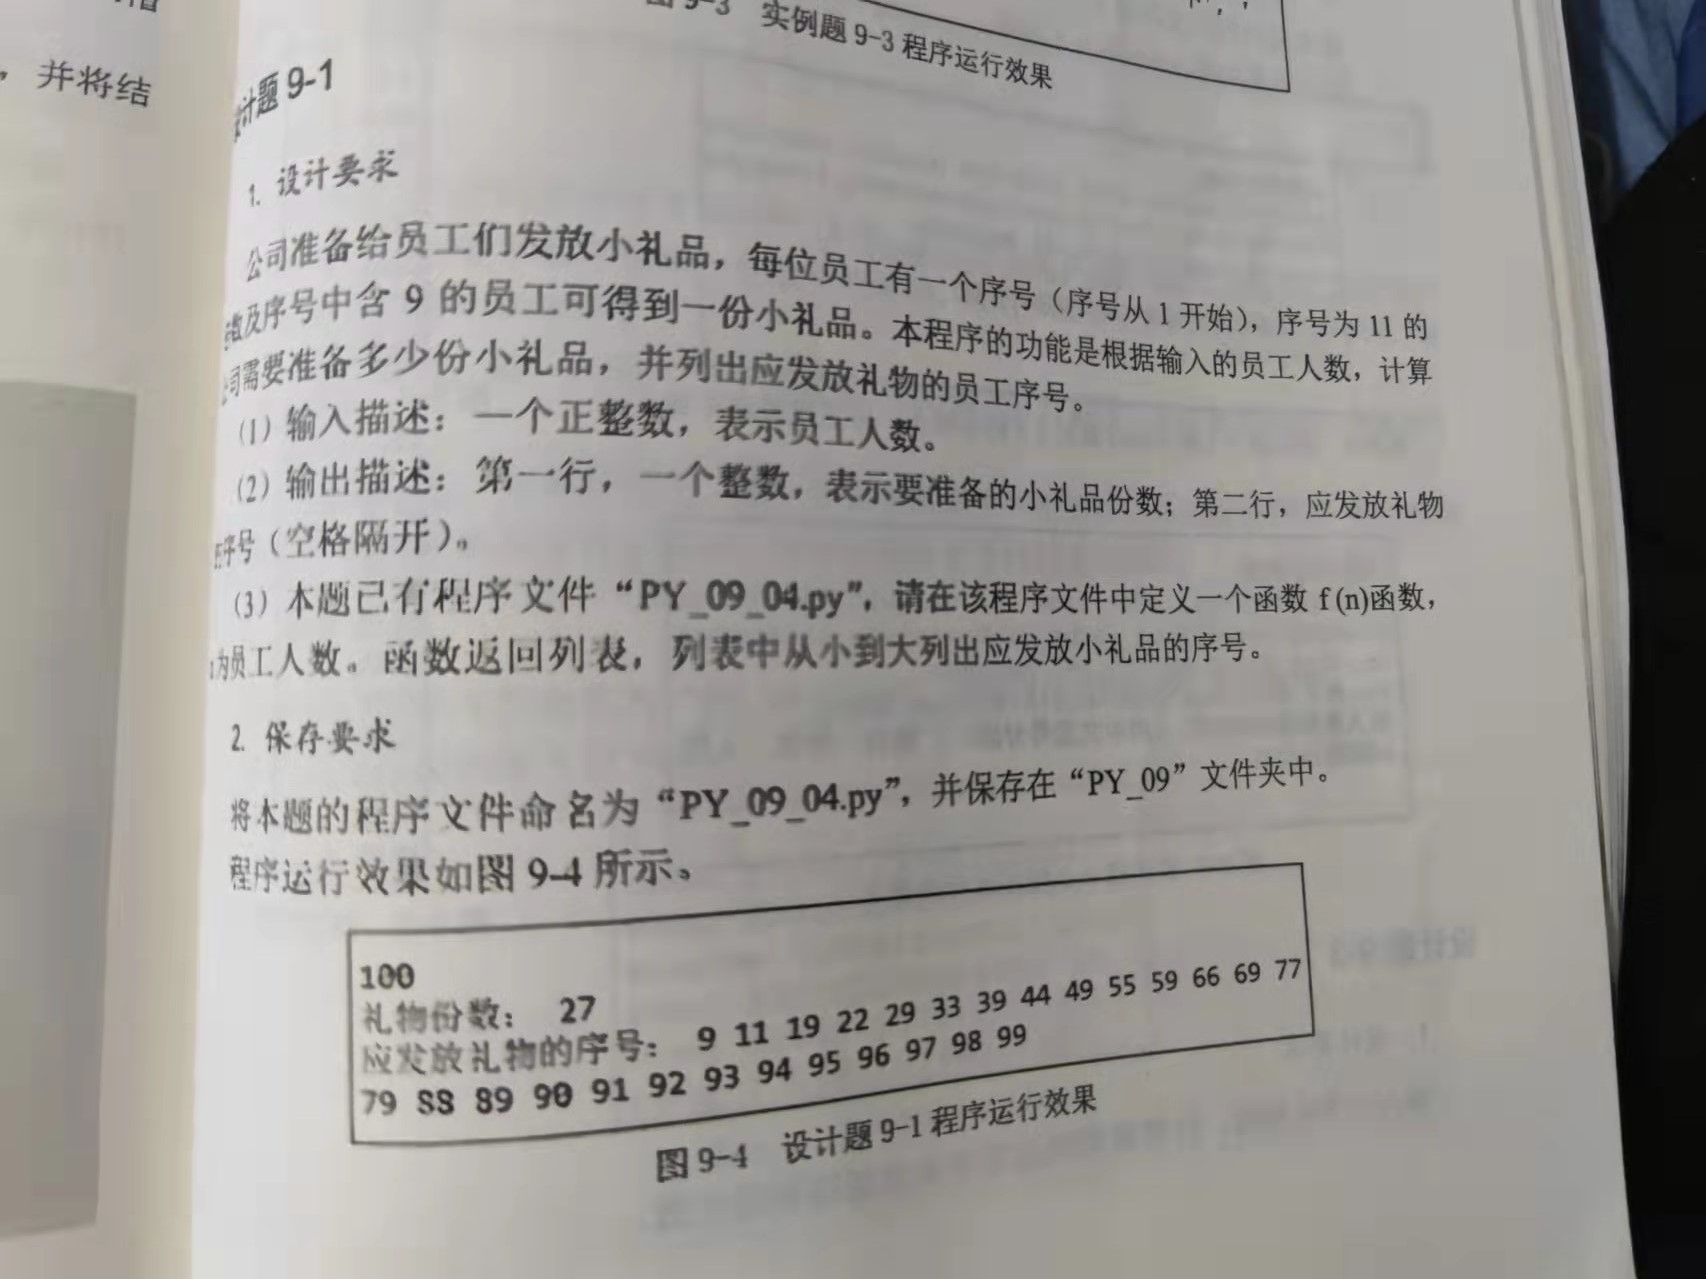 ，并将结
图9-3 实例题9-3程序运行效果
计题 9-1
1. 设计要求
公司准备给员工们发放小礼品，每位员工有一个序号（序号从1开始），序号为11的
数及序号中含9的员工可得到一份小礼品。本程序的功能是根据输入的员工人数，计算
司需要准备多少份小礼品，并列出应发放礼物的员工序号。
(1) 输入描述：一个正整数，表示员工人数。
(2) 输出描述：第一行，一个整数，表示要准备的小礼品份数；第二行，应发放礼物
序号（空格隔开）。
(3) 本题已有程序文件“PY_09_04.py”，请在该程序文件中定义一个函数 f (n)函数，
为员工人数。函数返回列表，列表中从小到大列出应发放小礼品的序号。
2. 保存要求
将本题的程序文件命名为“PY_09_04.py”，并保存在“PY_09”文件夹中。
程序运行效果如图9-4所示。
100
礼物份数： 27
应发放礼物的序号： 9 11 19 22 29 33 39 44 49 55 59 66 69 77
79 88 89 90 91 92 93 94 95 96 97 98 99
图9-4 设计题9-1程序运行效果